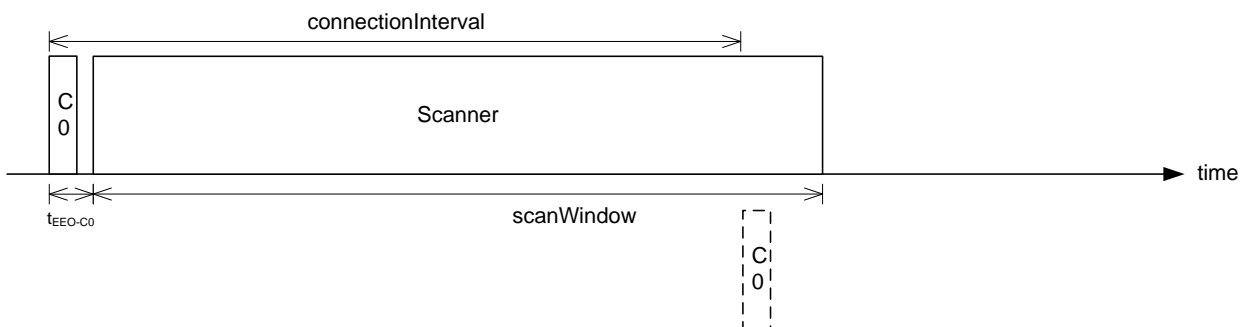 connectionInterval
C
0
Scanner
time
tEEO-C0
scanWindow
C
0